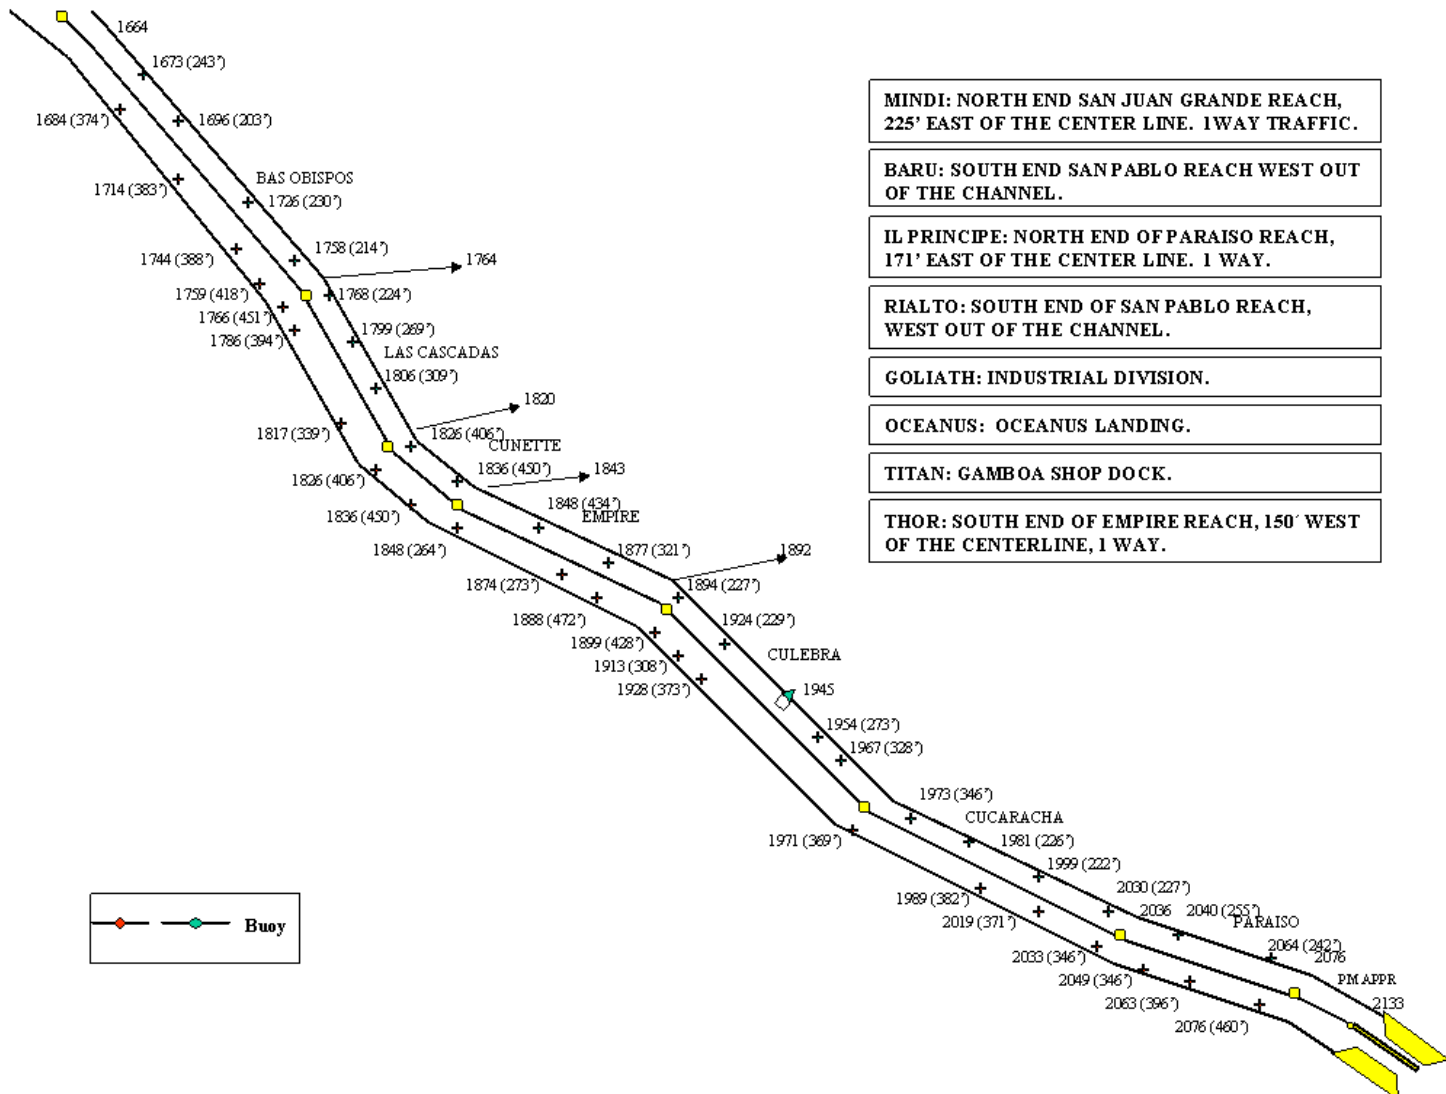 1664
1673 (243’)
1684 (374’)
1696 (203’)
BAS OBISPOS
1714 (383’)
1726 (230’)
1758 (214’)
1744 (388’)
1764
1759 (418’)
1768 (224’)
1766 (451’)
1786 (394’)
1799 (269’)
LAS CASCADAS
1806 (309’)
1820
1817 (339’)
1826 (406’)
CUNETTE
1836 (450’)
1843
1826 (406’)
1848 (434’)
EMPIRE
1836 (450’)
1848 (264’)
1877 (321’)
1892
1874 (273’)
1894 (227’)
1888 (472’)
1924 (229’)
1899 (428’)
CULEBRA
1913 (308’)
1928 (373’)
1945
1954 (273’)
1967 (328’)
1973 (346’)
CUCARACHA
1971 (369’)
1981 (226’)
1999 (222’)
2030 (227’)
1989 (382’)
2036
2040 (255’)
2019 (371’)
PARAISO
2033 (346’)
2064 (242’)
2076
2049 (346’)
PM APPR
2063 (396’)
2133
2076 (460’)
MINDI: NORTH END SAN JUAN GRANDE REACH,
225’ EAST OF THE CENTER LINE. 1WAY TRAFFIC.
BARU: SOUTH END SAN PABLO REACH WEST OUT
OF THE CHANNEL.
IL PRINCIPE: NORTH END OF PARAISO REACH,
171’ EAST OF THE CENTER LINE. 1 WAY.
RIALTO: SOUTH END OF SAN PABLO REACH,
WEST OUT OF THE CHANNEL.
GOLIATH: INDUSTRIAL DIVISION.
OCEANUS: OCEANUS LANDING.
TITAN: GAMBOA SHOP DOCK.
THOR: SOUTH END OF EMPIRE REACH, 150´ WEST
OF THE CENTERLINE, 1 WAY.
Buoy